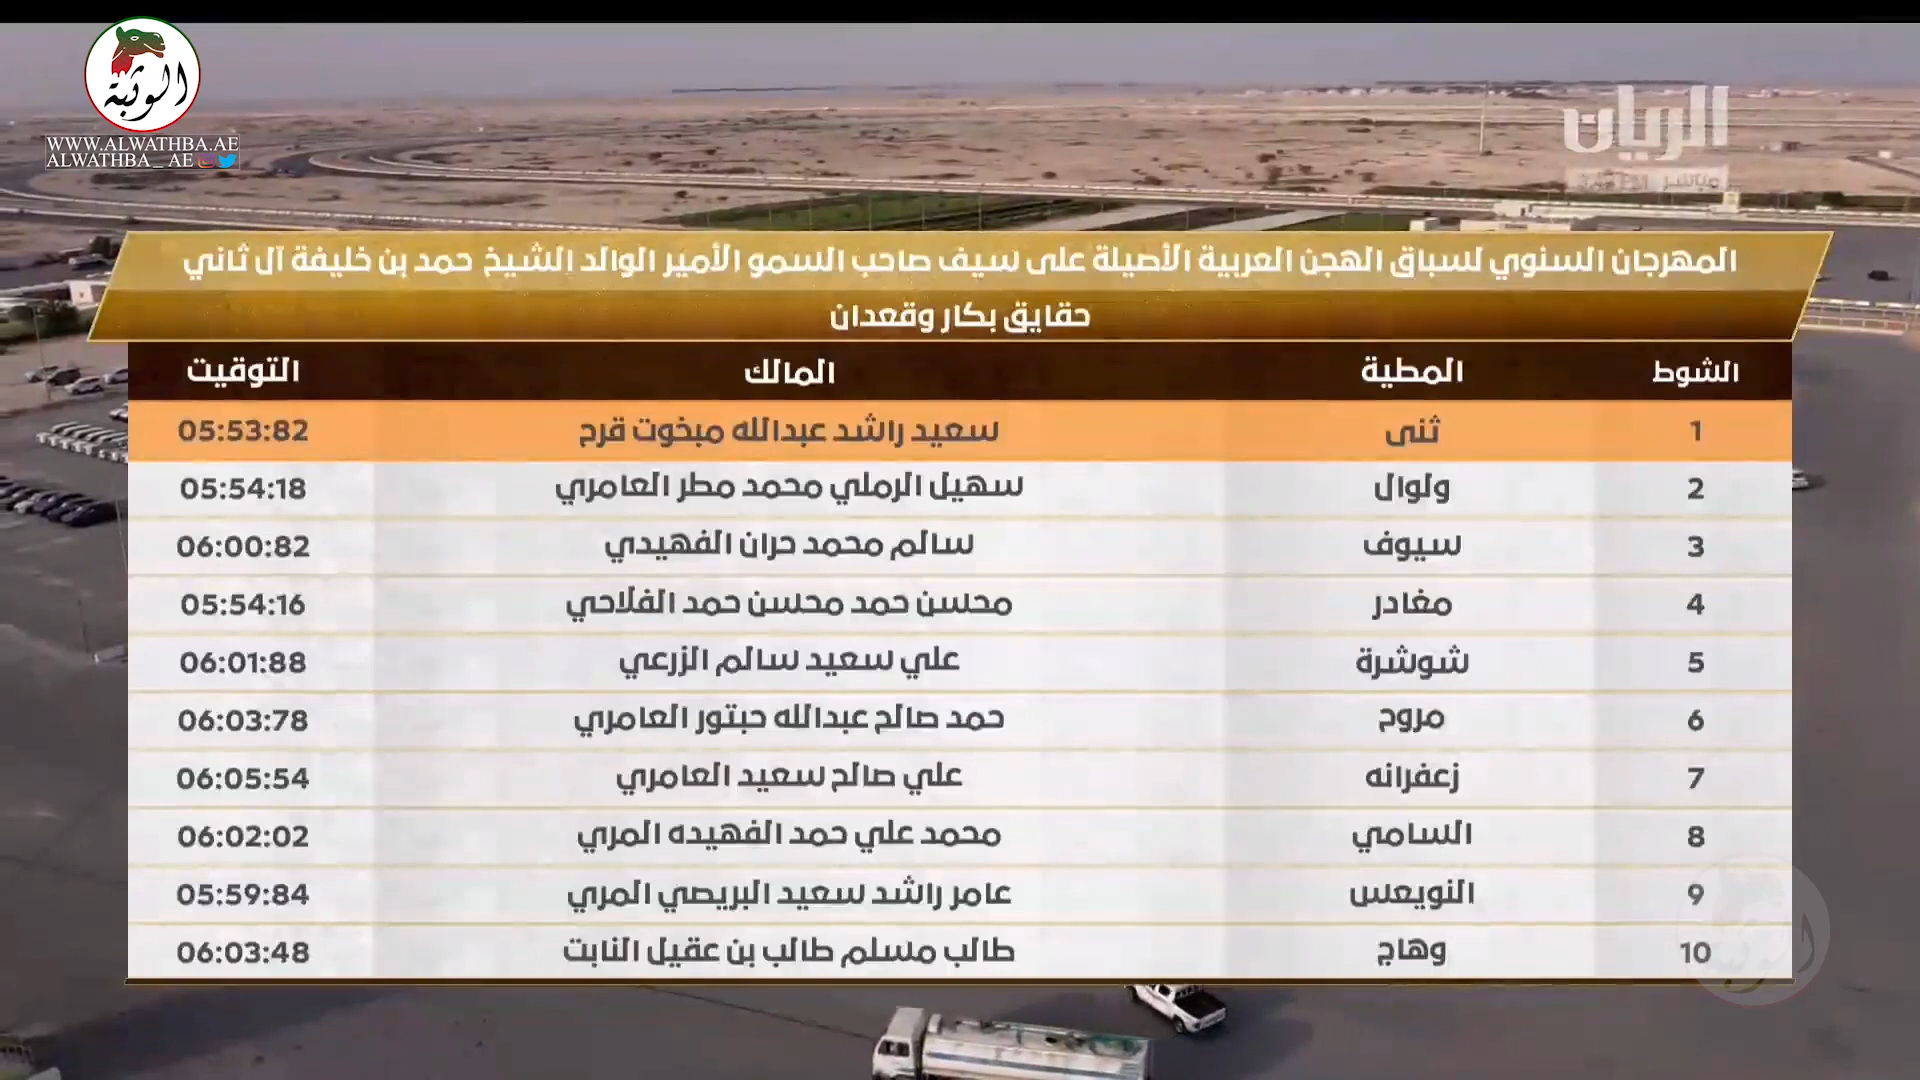 الوثبة
WWW.ALWATHBA.AE
ALWATHBA_AE
الريان
مباشر
المهرجان السنوي لسباق الهجن العربية الأصيلة على سيف صاحب السمو الأمير الوالد الشيخ حمد بن خليفة آل ثاني
حقايق بكار وقعدان
الشوط المطية المالك التوقيت
1 ثنى سعيد راشد عبدالله مبخوت قرح 05:53:82
2 ولوال سهيل الرملي محمد مطر العامري 05:54:18
3 سيوف سالم محمد حران الفهيدي 06:00:82
4 مغادر محسن حمد محسن حمد الفلاحي 05:54:16
5 شوشرة علي سعيد سالم الزرعي 06:01:88
6 مروح حمد صالح عبدالله حبتور العامري 06:03:78
7 زعفرانه علي صالح سعيد العامري 06:05:54
8 السامي محمد علي حمد الفهيده المري 06:02:02
9 النويعس عامر راشد سعيد البريصي المري 05:59:84
10 وهاج طالب مسلم طالب بن عقيل النابت 06:03:48